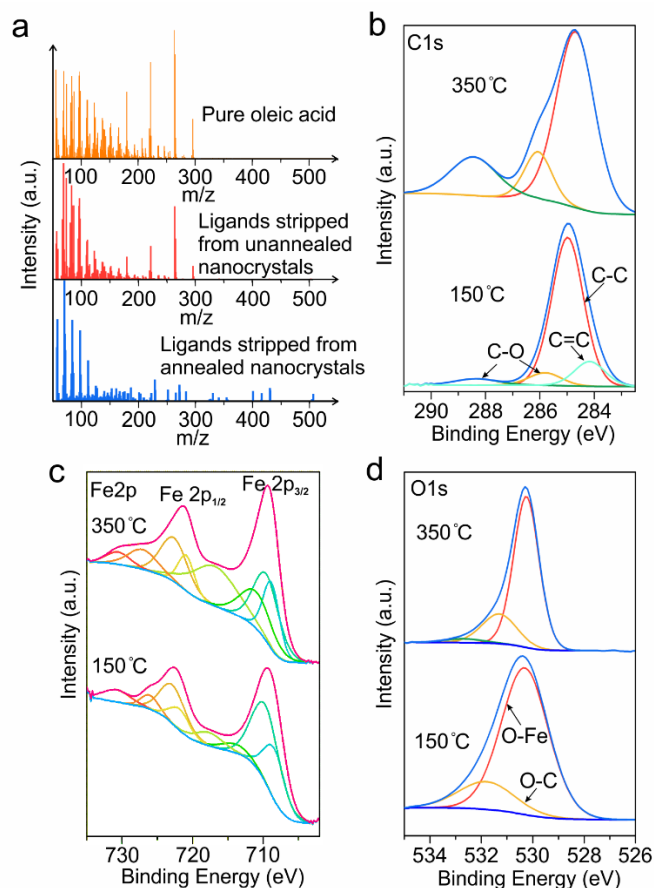 a
Intensity (a.u.)
Pure oleic acid
100 200 300 400 500
m/z
Ligands stripped
from unannealed
nanocrystals
100 200 300 400 500
m/z
Ligands stripped from
annealed nanocrystals
100 200 300 400 500
m/z
b
C1s
350°C
150°C
C-C
C=C
C-O
Intensity (a.u.)
290 288 286 284
Binding Energy (eV)
c
Fe2p
Fe 2p1/2
Fe 2p3/2
350°C
150°C
Intensity (a.u.)
730 720 710
Binding Energy (eV)
d
O1s
350°C
150°C
O-Fe
O-C
Intensity (a.u.)
534 532 530 528 526
Binding Energy (eV)